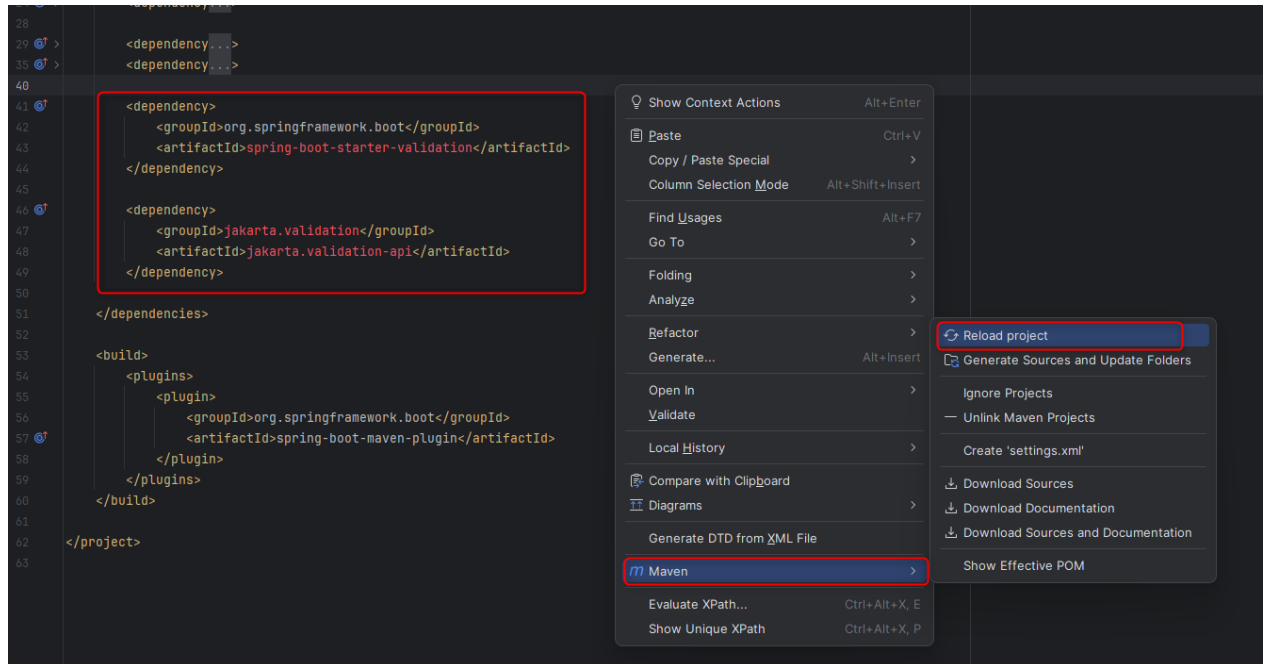 <dependency...>
28
29 <dependency...>
35 <dependency...>
40
41 <dependency>
42 <groupId>org.springframework.boot</groupId>
43 <artifactId>spring-boot-starter-validation</artifactId>
44 </dependency>
45
46 <dependency>
47 <groupId>jakarta.validation</groupId>
48 <artifactId>jakarta.validation-api</artifactId>
49 </dependency>
50
51 </dependencies>
52
53 <build>
54 <plugins>
55 <plugin>
56 <groupId>org.springframework.boot</groupId>
57 <artifactId>spring-boot-maven-plugin</artifactId>
58 </plugin>
59 </plugins>
60 </build>
61
62 </project>
63
Show Context Actions Alt+Enter
Paste Ctrl+V
Copy / Paste Special
Column Selection Mode Alt+Shift+Insert
Find Usages Alt+F7
Go To
Folding
Analyze
Refactor
Generate... Alt+Insert
Open In
Validate
Local History
Compare with Clipboard
Diagrams
Generate DTD from XML File
m Maven
Evaluate XPath... Ctrl+Alt+X, E
Show Unique XPath Ctrl+Alt+X, P
Reload project
Generate Sources and Update Folders
Ignore Projects
Unlink Maven Projects
Create 'settings.xml'
Download Sources
Download Documentation
Download Sources and Documentation
Show Effective POM